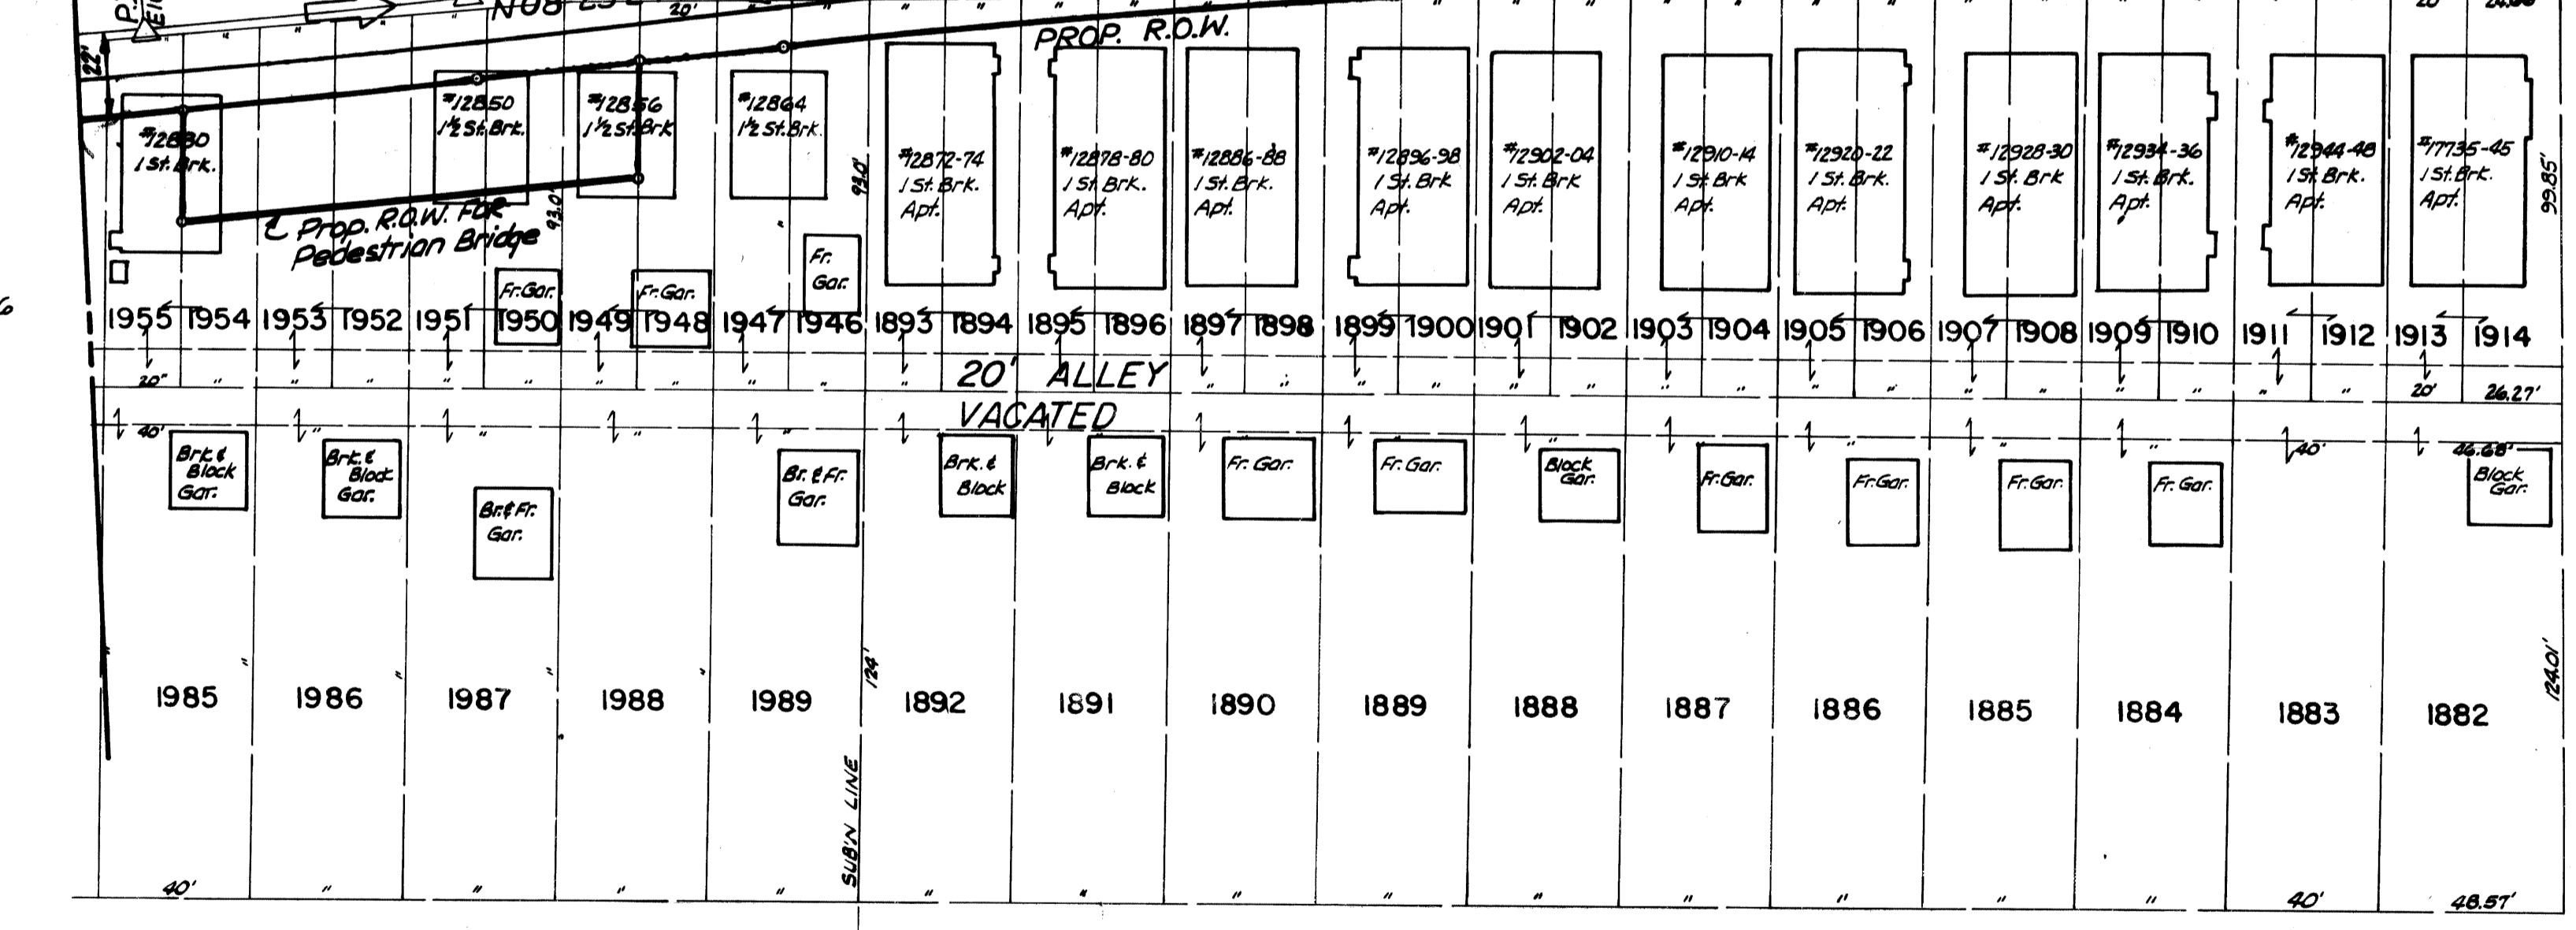 22'
20'
PROP. R.O.W.
20'
#12850
1½ St. Brk.
#12856
1½ St. Brk
#12864
1½ St. Brk.
#12830
1 St. Brk.
#12872-74
1 St. Brk.
Apt.
#12878-80
1 St. Brk.
Apt.
#12886-88
1 St. Brk.
Apt.
#12896-98
1 St. Brk
Apt.
#12902-04
1 St. Brk
Apt.
#12910-14
1 St Brk
Apt.
#12920-22
1 St. Brk.
Apt.
#12928-30
1 St. Brk
Apt.
#12934-36
1 St. Brk.
Apt.
#12944-48
1 St. Brk.
Apt.
#17735-45
1 St. Brk.
Apt.
93.0'
93.0'
99.85'
℄ Prop. R.O.W. FOR
Pedestrian Bridge
Fr. Gar.
Fr. Gar.
Fr.
Gar.
1955 1954 1953 1952 1951 1950 1949 1948 1947 1946 1893 1894 1895 1896 1897 1898 1899 1900 1901 1902 1903 1904 1905 1906 1907 1908 1909 1910 1911 1912 1913 1914
20" " " " " " " " " " " 20' ALLEY " " " " " " " " " " " " " " " " 20' 26.27'
VACATED
40' " " " " " " " " 40' 46.68'
Brk. &
Block
Gar.
Brk. &
Block
Gar.
Br. & Fr.
Gar.
Br. & Fr.
Gar.
Brk. &
Block
Brk. &
Block
Fr. Gar.
Fr. Gar.
Block
Gar.
Fr. Gar.
Fr. Gar.
Fr. Gar.
Fr. Gar.
Block
Gar.
124'
124.01'
1985 1986 1987 1988 1989 1892 1891 1890 1889 1888 1887 1886 1885 1884 1883 1882
SUB'N LINE
40' " " " " " " " " " " " " " 40' 48.57'